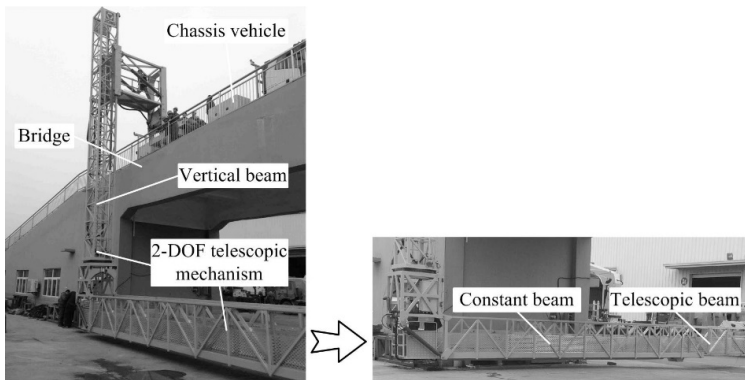 Chassis vehicle
Bridge
Vertical beam
2-DOF telescopic
mechanism
Constant beam
Telescopic beam